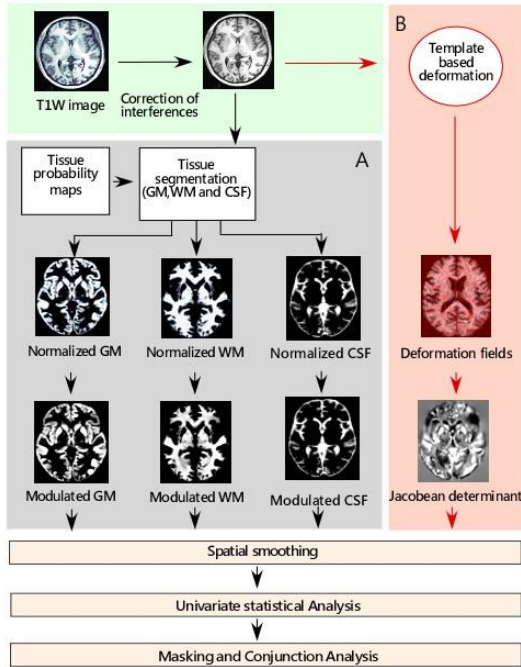 B
T1W image
Correction of
interferences
Template
based
deformation
A
Tissue
probability
maps
Tissue
segmentation
(GM,WM and CSF)
Normalized GM
Normalized WM
Normalized CSF
Deformation fields
Modulated GM
Modulated WM
Modulated CSF
Jacobean determinant
Spatial smoothing
Univariate statistical Analysis
Masking and Conjunction Analysis